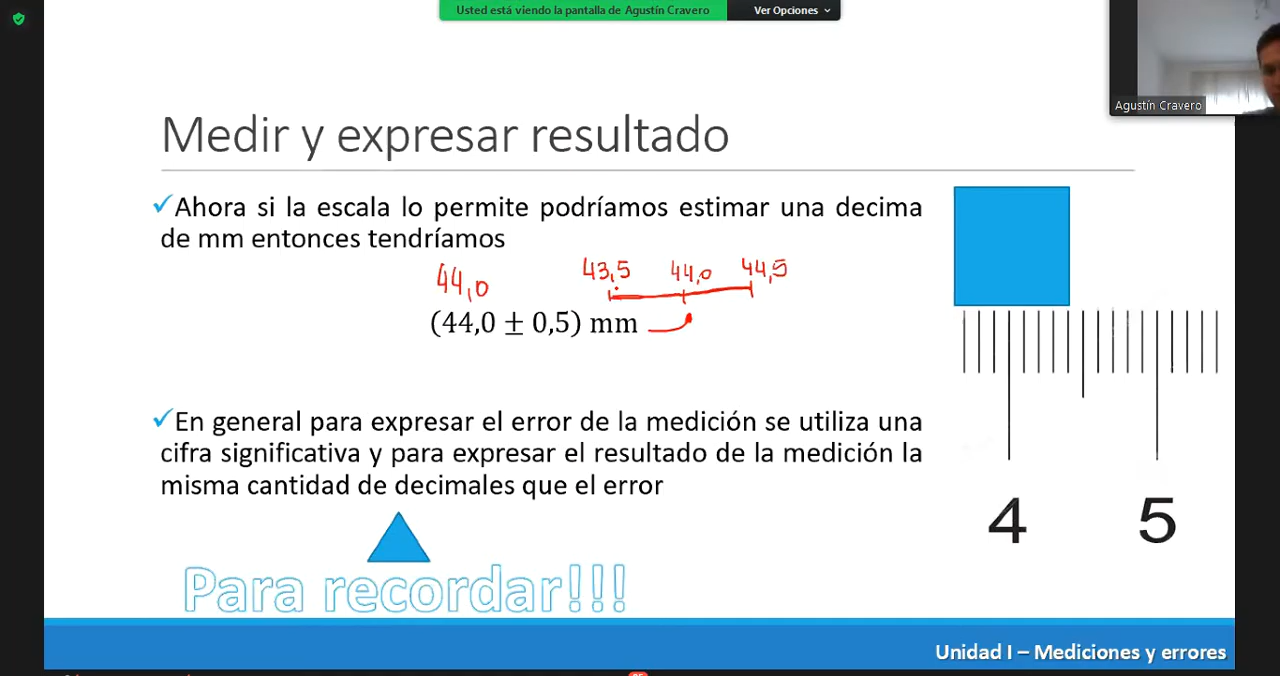 Usted está viendo la pantalla de Agustín Cravero
Ver Opciones
Agustín Cravero
Medir y expresar resultado
Ahora si la escala lo permite podríamos estimar una decima
de mm entonces tendríamos
44,0
43,5 44,0 44,5
(44,0 ± 0,5) mm
En general para expresar el error de la medición se utiliza una
cifra significativa y para expresar el resultado de la medición la
misma cantidad de decimales que el error
4 5
Para recordar!!!
Unidad I – Mediciones y errores